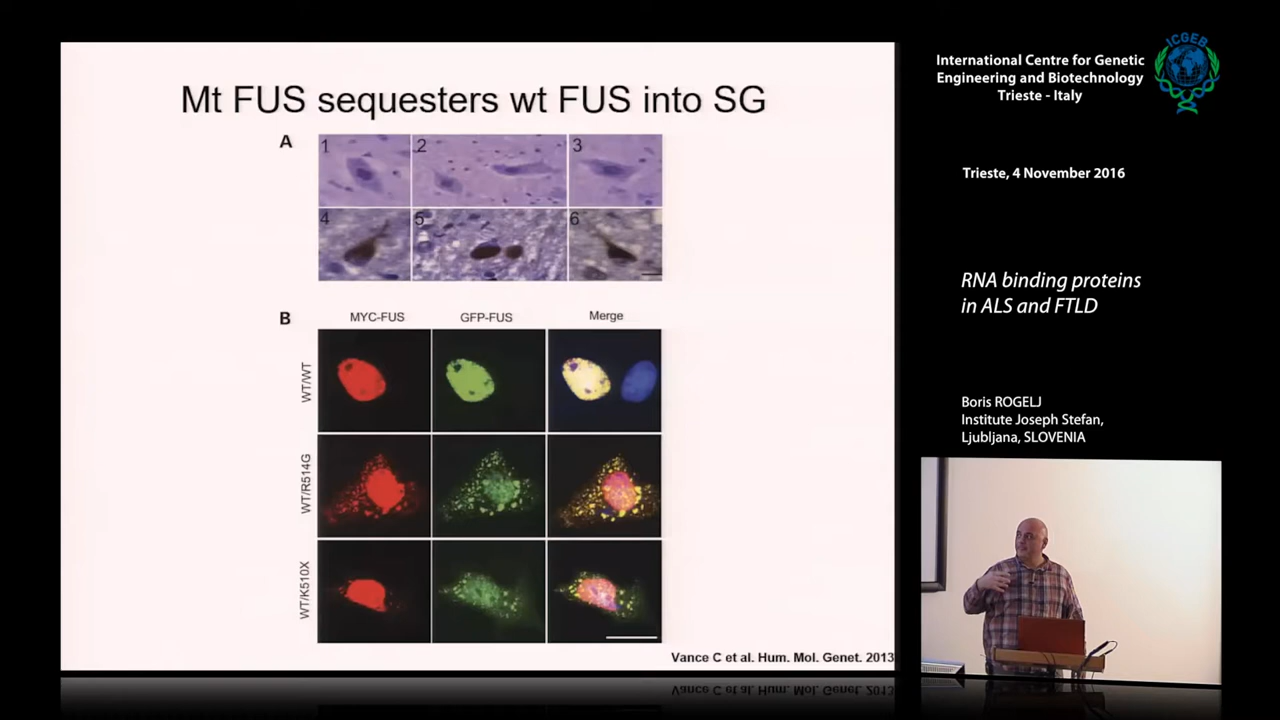 Mt FUS sequesters wt FUS into SG
A
1
2
3
4
5
6
B
MYC-FUS
GFP-FUS
Merge
WT/WT
WT/R514G
WT/K510X
Vance C et al. Hum. Mol. Genet. 2013
International Centre for Genetic
Engineering and Biotechnology
Trieste - Italy
ICGEB
Trieste, 4 November 2016
RNA binding proteins
in ALS and FTLD
Boris ROGELJ
Institute Joseph Stefan,
Ljubljana, SLOVENIA